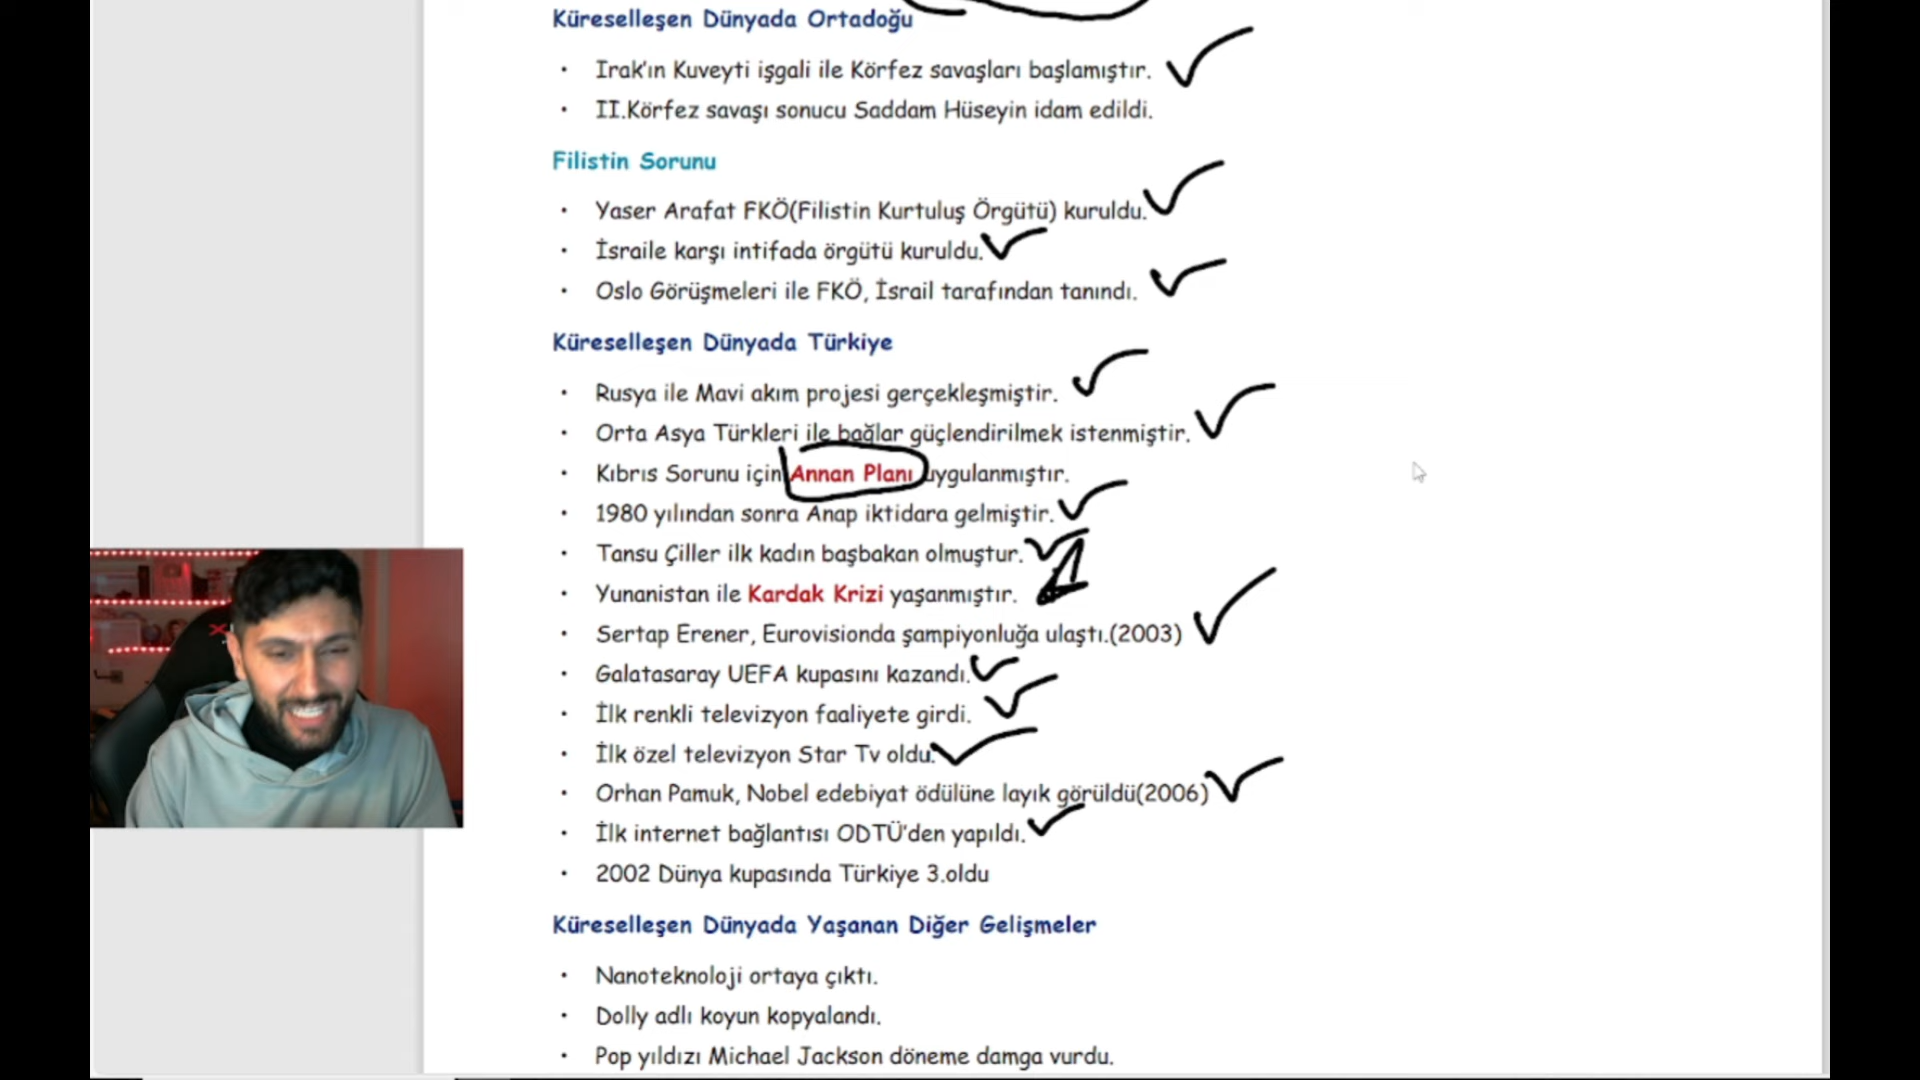 Küreselleşen Dünyada Ortadoğu
• Irak'ın Kuveyti işgali ile Körfez savaşları başlamıştır.
• II.Körfez savaşı sonucu Saddam Hüseyin idam edildi.
Filistin Sorunu
• Yaser Arafat FKÖ(Filistin Kurtuluş Örgütü) kuruldu.
• İsraile karşı intifada örgütü kuruldu.
• Oslo Görüşmeleri ile FKÖ, İsrail tarafından tanındı.
Küreselleşen Dünyada Türkiye
• Rusya ile Mavi akım projesi gerçekleşmiştir.
• Orta Asya Türkleri ile bağlar güçlendirilmek istenmiştir.
• Kıbrıs Sorunu için Annan Planı uygulanmıştır.
• 1980 yılından sonra Anap iktidara gelmiştir.
• Tansu Çiller ilk kadın başbakan olmuştur.
• Yunanistan ile Kardak Krizi yaşanmıştır.
• Sertap Erener, Eurovisionda şampiyonluğa ulaştı.(2003)
• Galatasaray UEFA kupasını kazandı.
• İlk renkli televizyon faaliyete girdi.
• İlk özel televizyon Star Tv oldu.
• Orhan Pamuk, Nobel edebiyat ödülüne layık görüldü(2006)
• İlk internet bağlantısı ODTÜ'den yapıldı.
• 2002 Dünya kupasında Türkiye 3.oldu
Küreselleşen Dünyada Yaşanan Diğer Gelişmeler
• Nanoteknoloji ortaya çıktı.
• Dolly adlı koyun kopyalandı.
• Pop yıldızı Michael Jackson döneme damga vurdu.